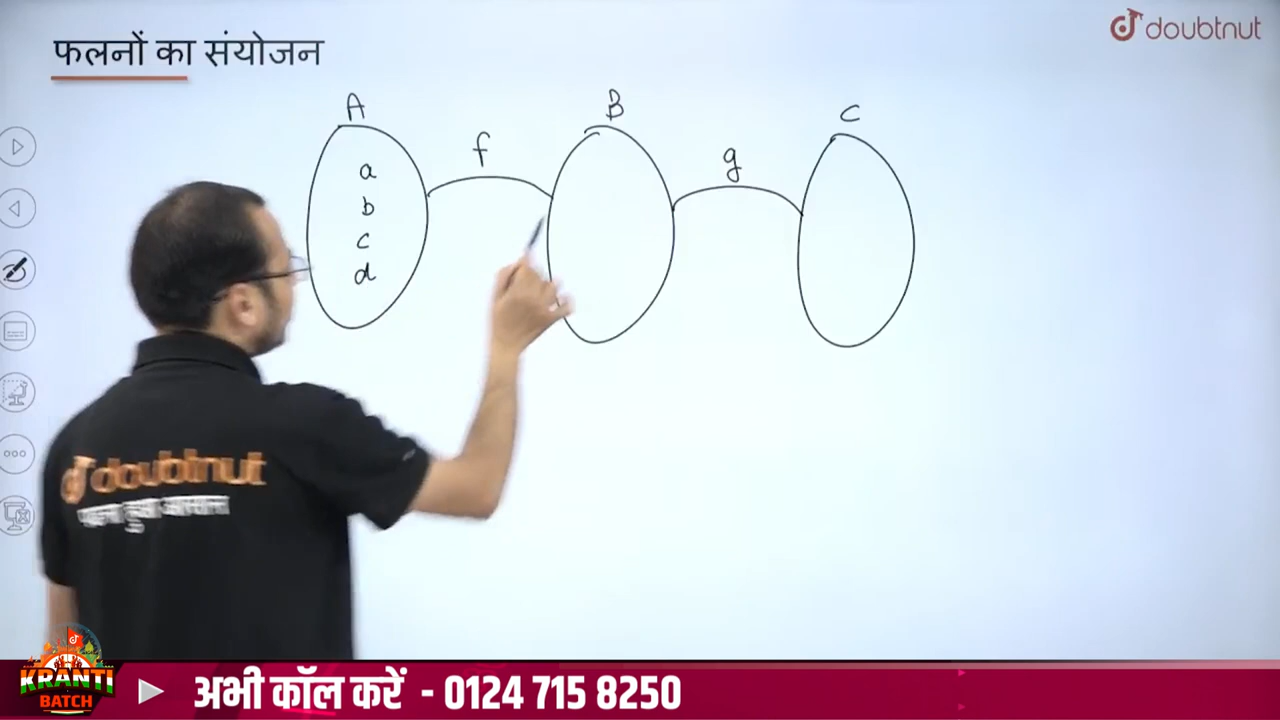 फलनों का संयोजन
doubtnut
A
B
C
f
g
a
b
c
d
doubtnut
KRANTI
BATCH
अभी कॉल करें - 0124 715 8250